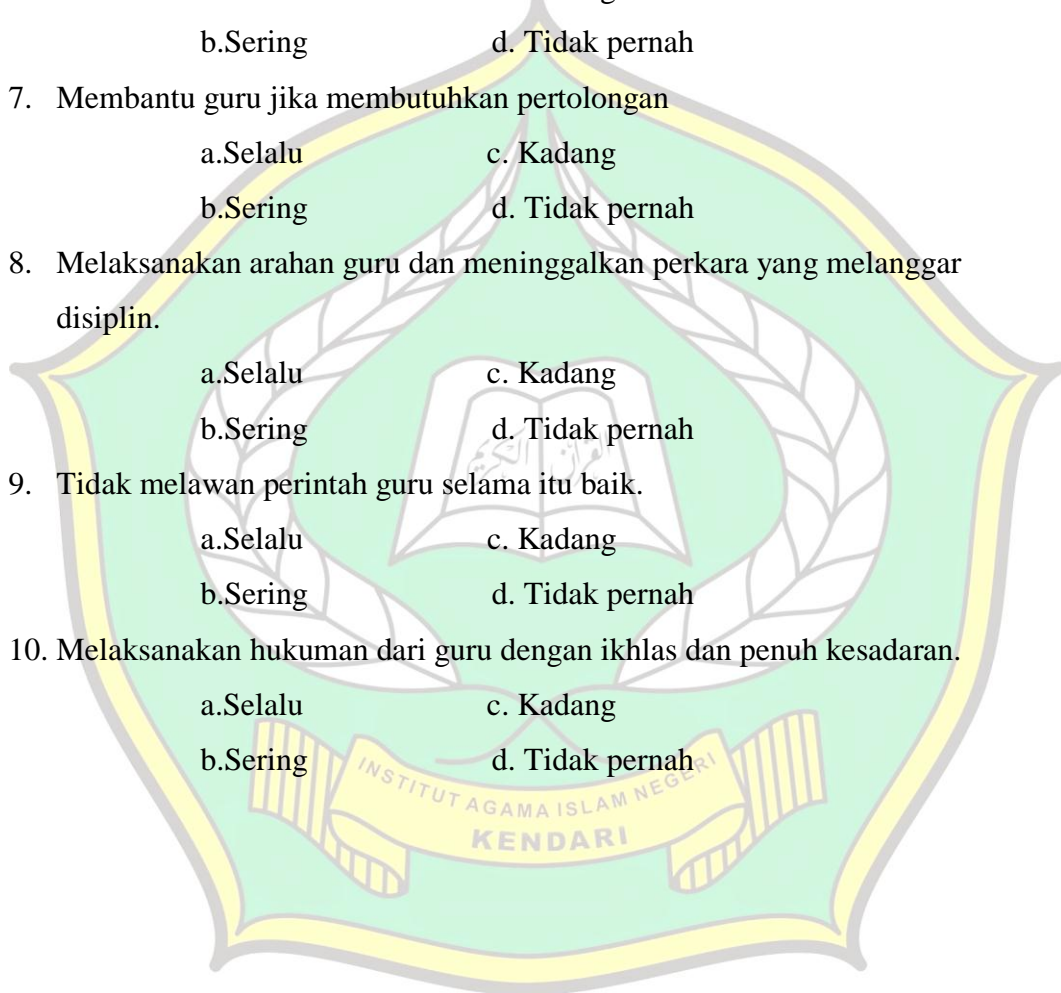 b.Sering d. Tidak pernah
7. Membantu guru jika membutuhkan pertolongan
a.Selalu c. Kadang
b.Sering d. Tidak pernah
8. Melaksanakan arahan guru dan meninggalkan perkara yang melanggar
disiplin.
a.Selalu c. Kadang
b.Sering d. Tidak pernah
القرآن الكريم
9. Tidak melawan perintah guru selama itu baik.
a.Selalu c. Kadang
b.Sering d. Tidak pernah
10. Melaksanakan hukuman dari guru dengan ikhlas dan penuh kesadaran.
a.Selalu c. Kadang
b.Sering d. Tidak pernah
INSTITUT AGAMA ISLAM NEGERI
KENDARI